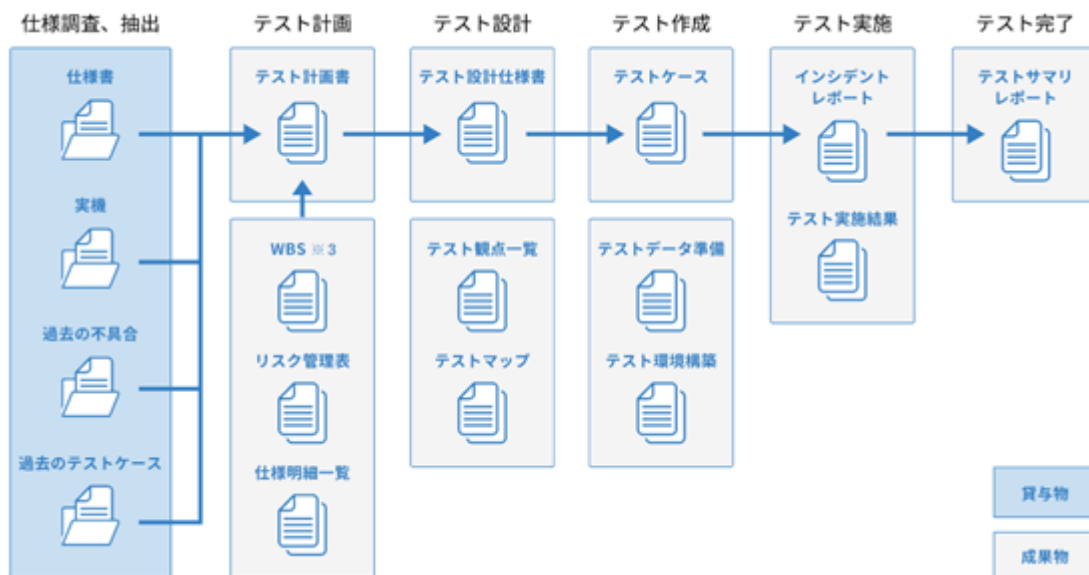 仕様調査、抽出
テスト計画
テスト設計
テスト作成
テスト実施
テスト完了
仕様書
実機
過去の不具合
過去のテストケース
テスト計画書
WBS ※3
リスク管理表
仕様明細一覧
テスト設計仕様書
テスト観点一覧
テストマップ
テストケース
テストデータ準備
テスト環境構築
インシデント
レポート
テスト実施結果
テストサマリ
レポート
貸与物
成果物